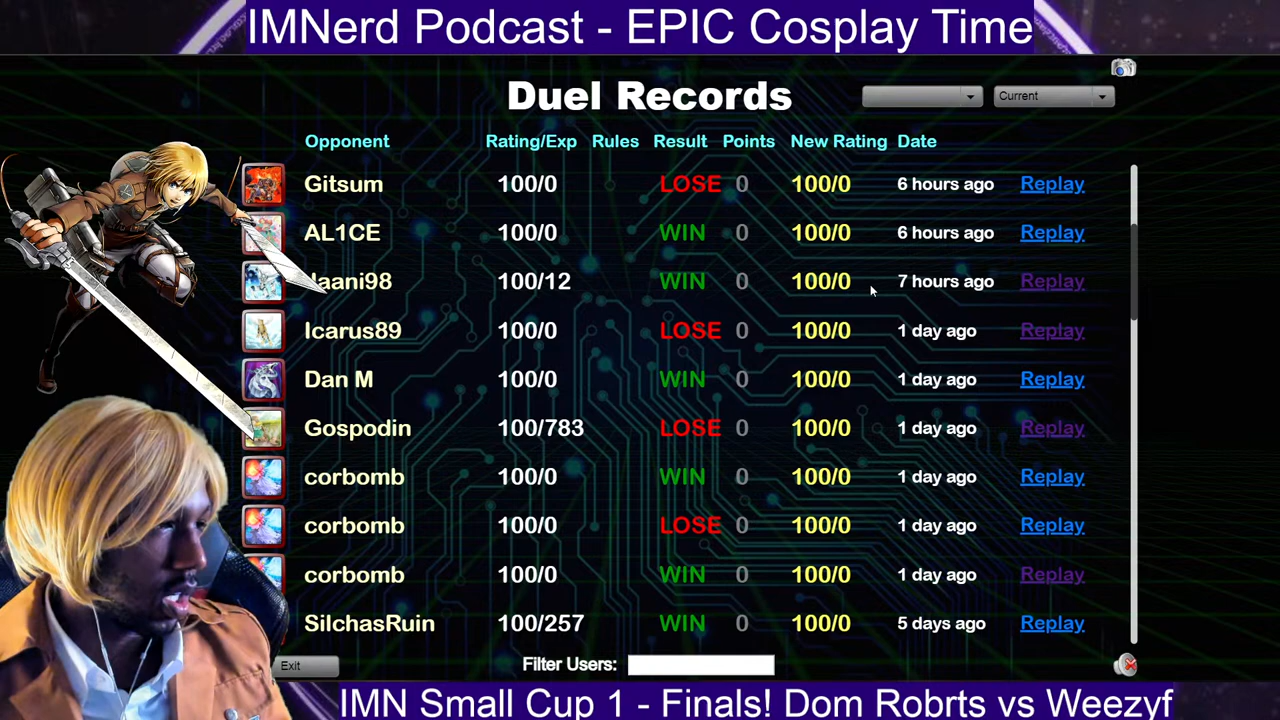 IMNerd Podcast - EPIC Cosplay Time
Duel Records
Current
Opponent Rating/Exp Rules Result Points New Rating Date
Gitsum 100/0 LOSE 0 100/0 6 hours ago Replay
AL1CE 100/0 WIN 0 100/0 6 hours ago Replay
aani98 100/12 WIN 0 100/0 7 hours ago Replay
Icarus89 100/0 LOSE 0 100/0 1 day ago Replay
Dan M 100/0 WIN 0 100/0 1 day ago Replay
Gospodin 100/783 LOSE 0 100/0 1 day ago Replay
corbomb 100/0 WIN 0 100/0 1 day ago Replay
corbomb 100/0 LOSE 0 100/0 1 day ago Replay
corbomb 100/0 WIN 0 100/0 1 day ago Replay
SilchasRuin 100/257 WIN 0 100/0 5 days ago Replay
Exit Filter Users:
IMN Small Cup 1 - Finals! Dom Robrts vs Weezyf